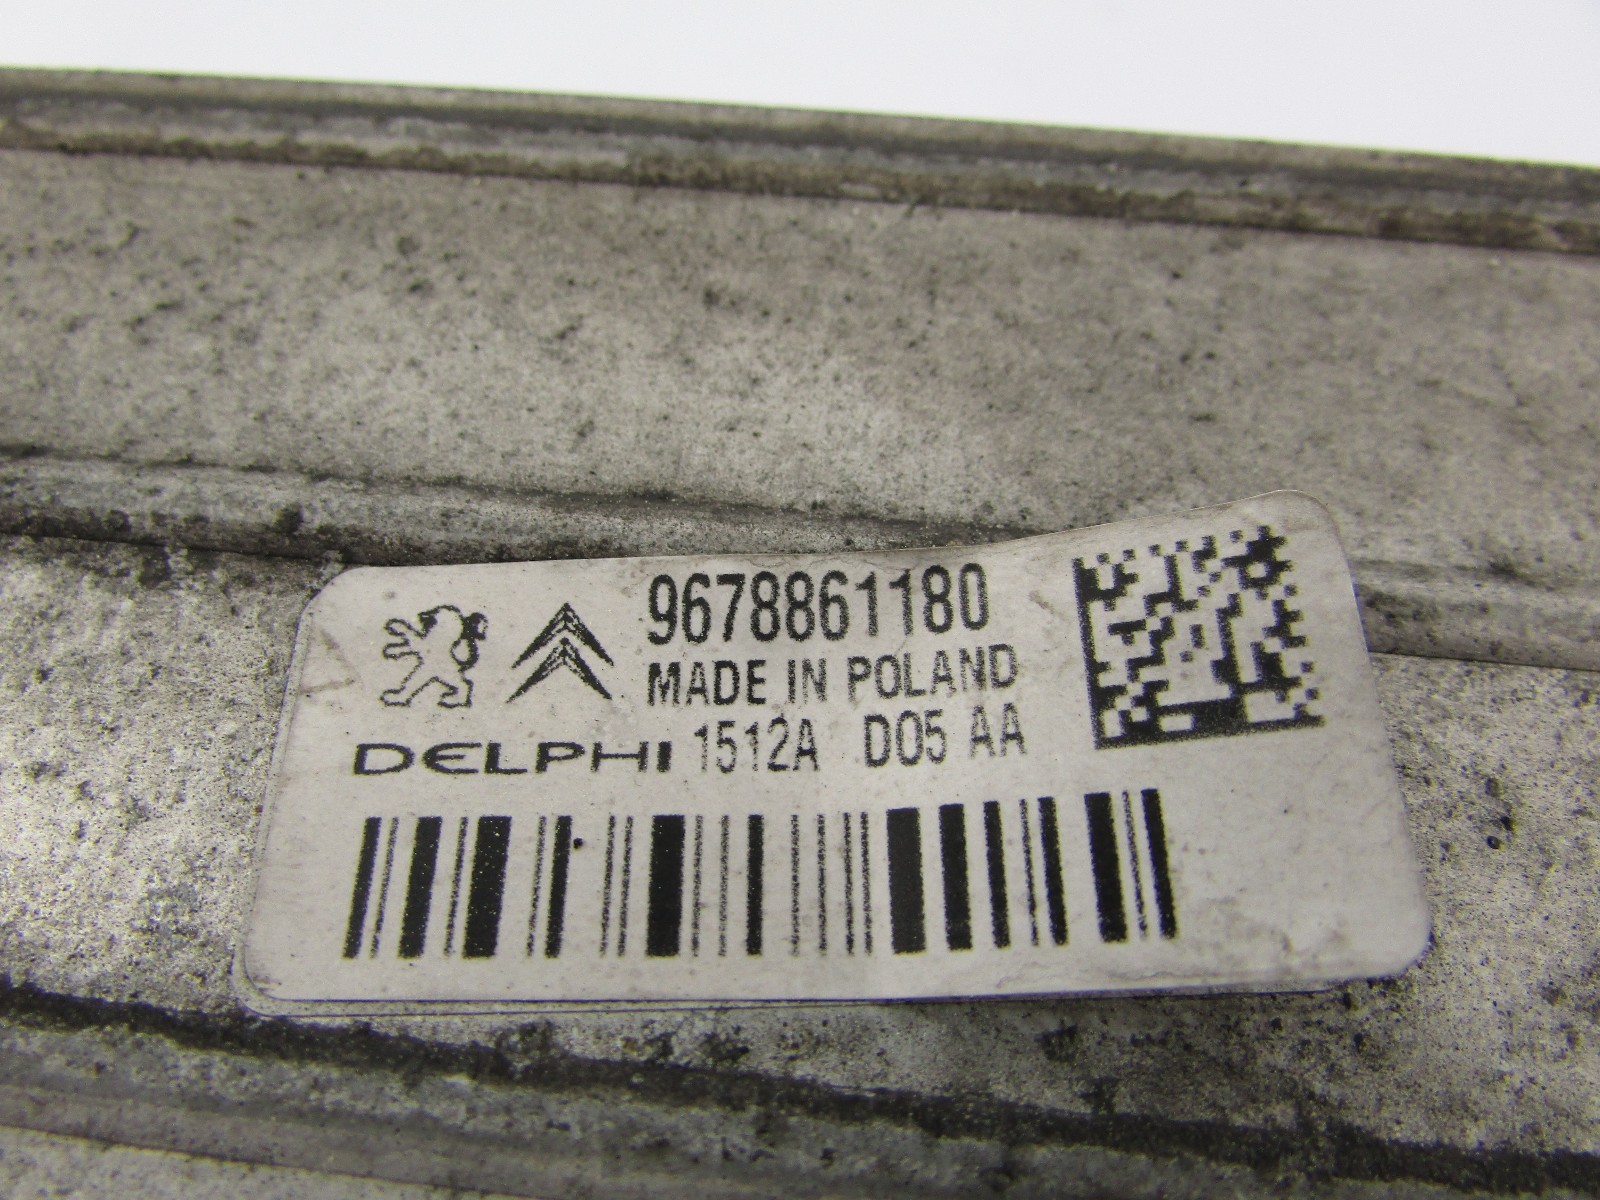 9678861180
MADE IN POLAND
DELPHI 1512A D05 AA